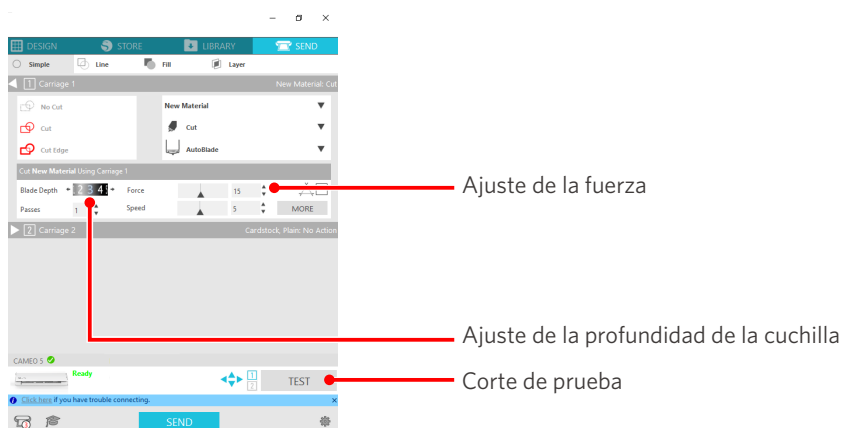 DESIGN STORE LIBRARY SEND
Simple Line Fill Layer
1 Carriage 1 New Material: Cut
No Cut
Cut
Cut Edge
New Material
Cut
AutoBlade
Cut New Material Using Carriage 1
Blade Depth 2 3 4 Force 15
Passes 1 Speed 5 MORE
2 Carriage 2 Cardstock, Plain: No Action
CAMEO 5
Ready
1
2
TEST
Click here if you have trouble connecting.
SEND
Ajuste de la fuerza
Ajuste de la profundidad de la cuchilla
Corte de prueba